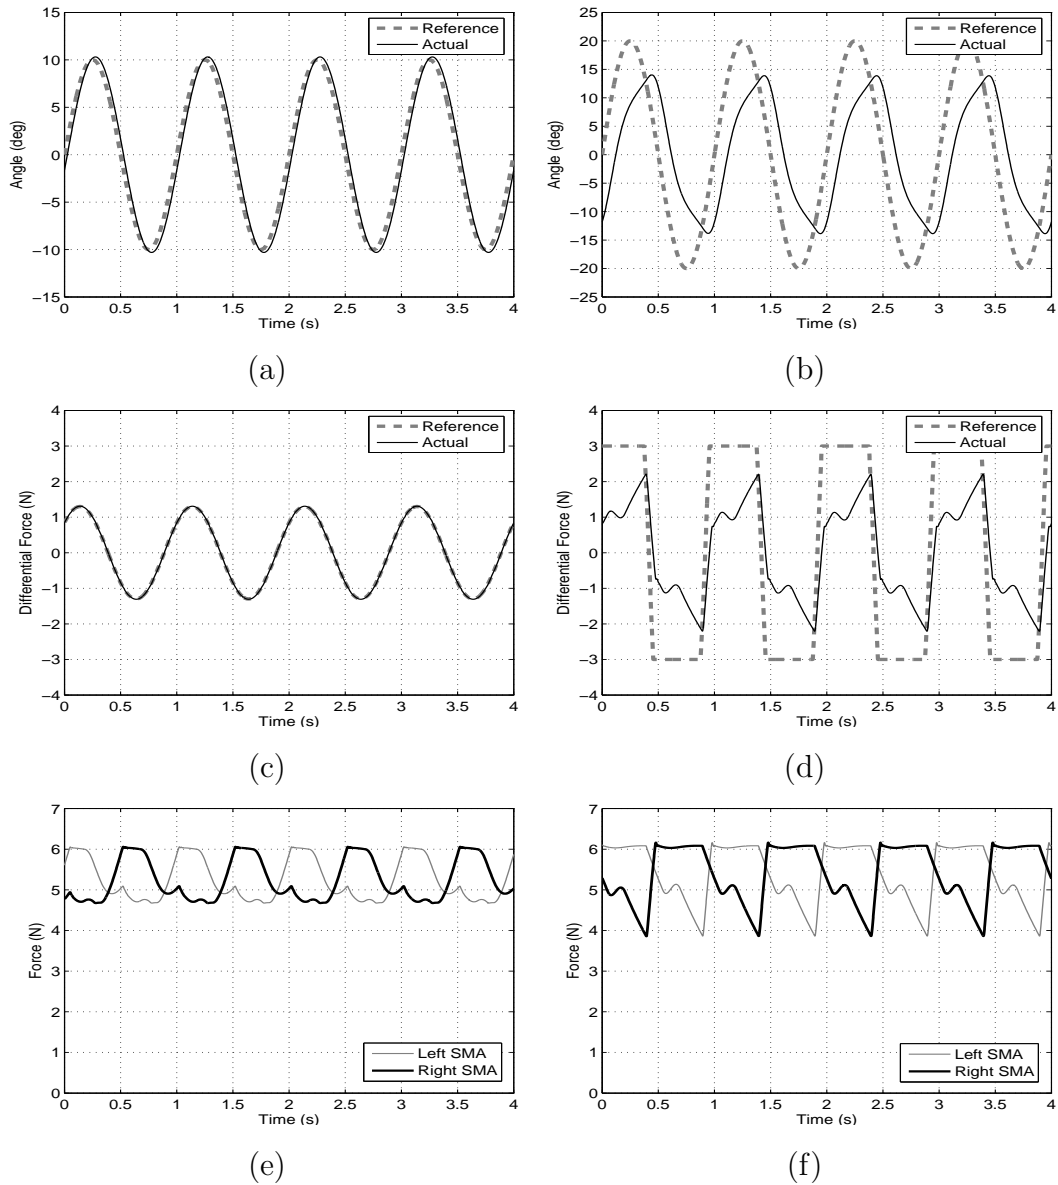 Reference
Actual
15
10
5
0
−5
−10
−15
Angle (deg)
0 0.5 1 1.5 2 2.5 3 3.5 4
Time (s)
(a)
Reference
Actual
25
20
15
10
5
0
−5
−10
−15
−20
−25
Angle (deg)
0 0.5 1 1.5 2 2.5 3 3.5 4
Time (s)
(b)
Reference
Actual
4
3
2
1
0
−1
−2
−3
−4
Differential Force (N)
0 0.5 1 1.5 2 2.5 3 3.5 4
Time (s)
(c)
Reference
Actual
4
3
2
1
0
−1
−2
−3
−4
Differential Force (N)
0 0.5 1 1.5 2 2.5 3 3.5 4
Time (s)
(d)
7
6
5
4
3
2
1
0
Force (N)
Left SMA
Right SMA
0 0.5 1 1.5 2 2.5 3 3.5 4
Time (s)
(e)
7
6
5
4
3
2
1
0
Force (N)
Left SMA
Right SMA
0 0.5 1 1.5 2 2.5 3 3.5 4
Time (s)
(f)